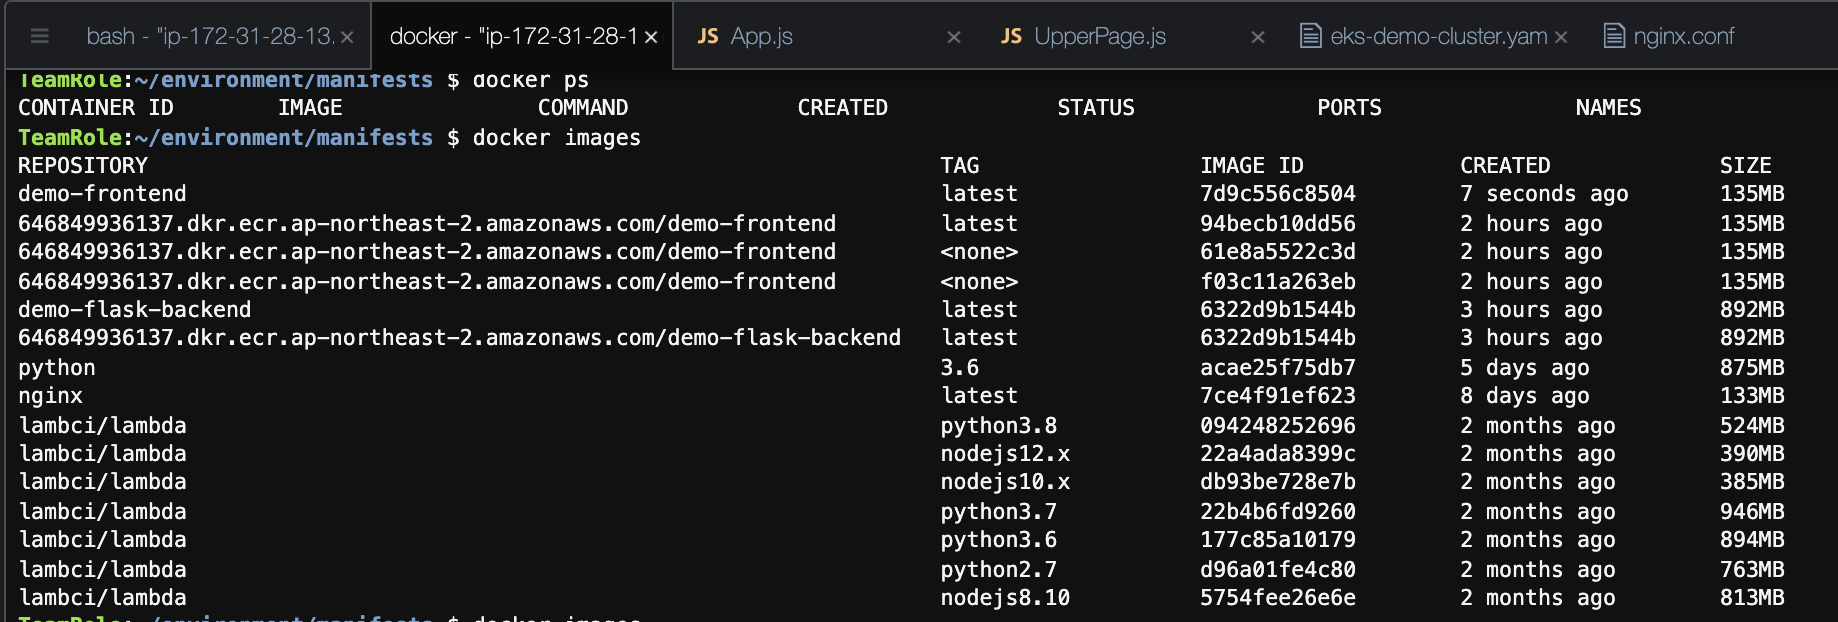 bash - "ip-172-31-28-13. × docker - "ip-172-31-28-1 × JS App.js × JS UpperPage.js × eks-demo-cluster.yam × nginx.conf
TeamRole:~/environment/manifests $ docker ps
CONTAINER ID IMAGE COMMAND CREATED STATUS PORTS NAMES
TeamRole:~/environment/manifests $ docker images
REPOSITORY TAG IMAGE ID CREATED SIZE
demo-frontend latest 7d9c556c8504 7 seconds ago 135MB
646849936137.dkr.ecr.ap-northeast-2.amazonaws.com/demo-frontend latest 94becb10dd56 2 hours ago 135MB
646849936137.dkr.ecr.ap-northeast-2.amazonaws.com/demo-frontend <none> 61e8a5522c3d 2 hours ago 135MB
646849936137.dkr.ecr.ap-northeast-2.amazonaws.com/demo-frontend <none> f03c11a263eb 2 hours ago 135MB
demo-flask-backend latest 6322d9b1544b 3 hours ago 892MB
646849936137.dkr.ecr.ap-northeast-2.amazonaws.com/demo-flask-backend latest 6322d9b1544b 3 hours ago 892MB
python 3.6 acae25f75db7 5 days ago 875MB
nginx latest 7ce4f91ef623 8 days ago 133MB
lambci/lambda python3.8 094248252696 2 months ago 524MB
lambci/lambda nodejs12.x 22a4ada8399c 2 months ago 390MB
lambci/lambda nodejs10.x db93be728e7b 2 months ago 385MB
lambci/lambda python3.7 22b4b6fd9260 2 months ago 946MB
lambci/lambda python3.6 177c85a10179 2 months ago 894MB
lambci/lambda python2.7 d96a01fe4c80 2 months ago 763MB
lambci/lambda nodejs8.10 5754fee26e6e 2 months ago 813MB
TeamRole:~/environment/manifests $ docker images